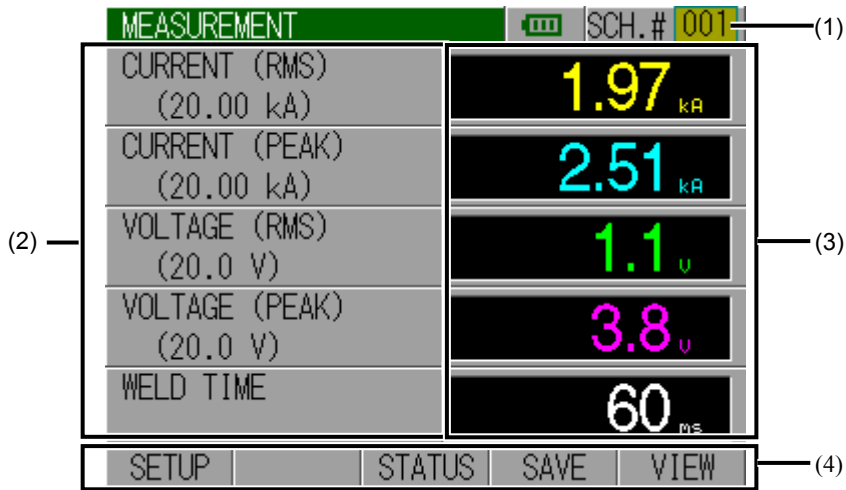 MEASUREMENT SCH.# 001 (1)
CURRENT (RMS) 1.97 kA
(20.00 kA)
CURRENT (PEAK) 2.51 kA
(20.00 kA)
VOLTAGE (RMS) 1.1 V
(20.0 V)
(2) (3)
VOLTAGE (PEAK) 3.8 V
(20.0 V)
WELD TIME 60 ms
SETUP STATUS SAVE VIEW (4)